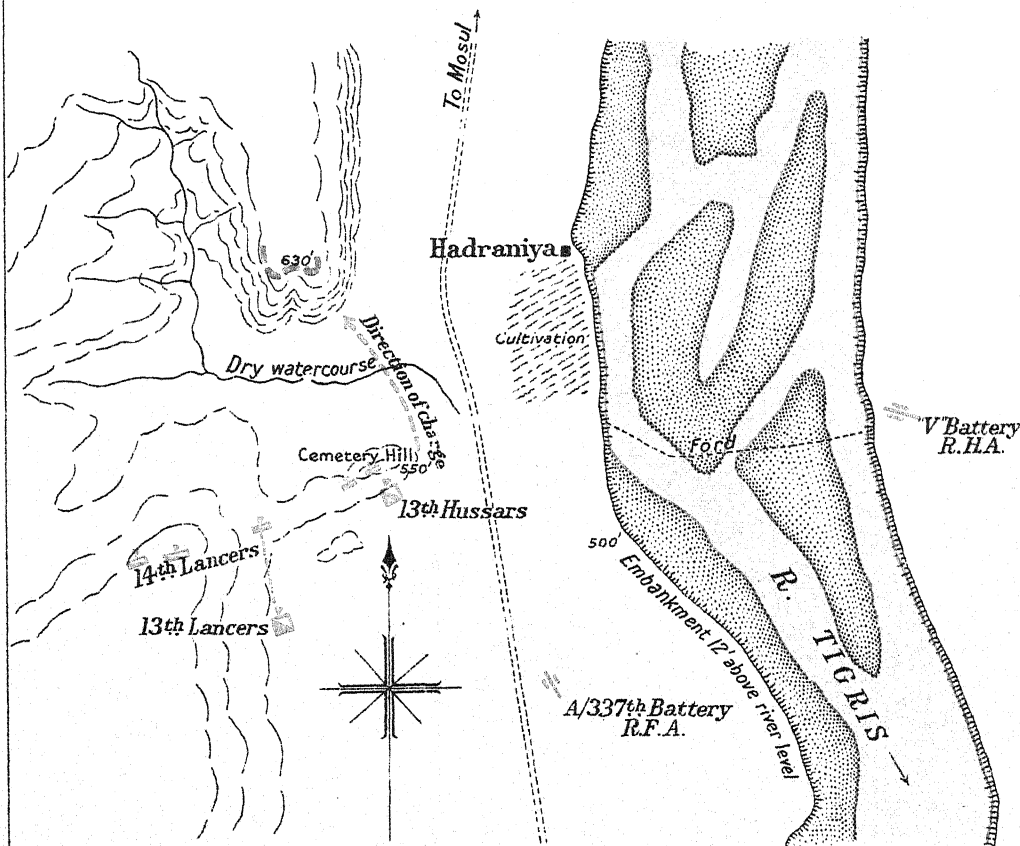 To Mosul
Hadraniya
630'
Cultivation
Direction of charge
Dry watercourse
Ford
"V" Battery
R.H.A.
Cemetery Hill
550'
13th Hussars
14th Lancers
500'
Embankment 12' above river level
R. TIGRIS
13th Lancers
A/337th Battery
R.F.A.